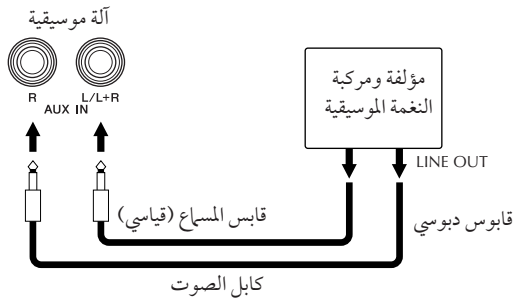 آلة موسيقية
R
L/L+R
AUX IN
مؤلفة ومركبة
النغمة الموسيقية
LINE OUT
قابس المسماع (قياسي)
قابوس دبوسي
كابل الصوت